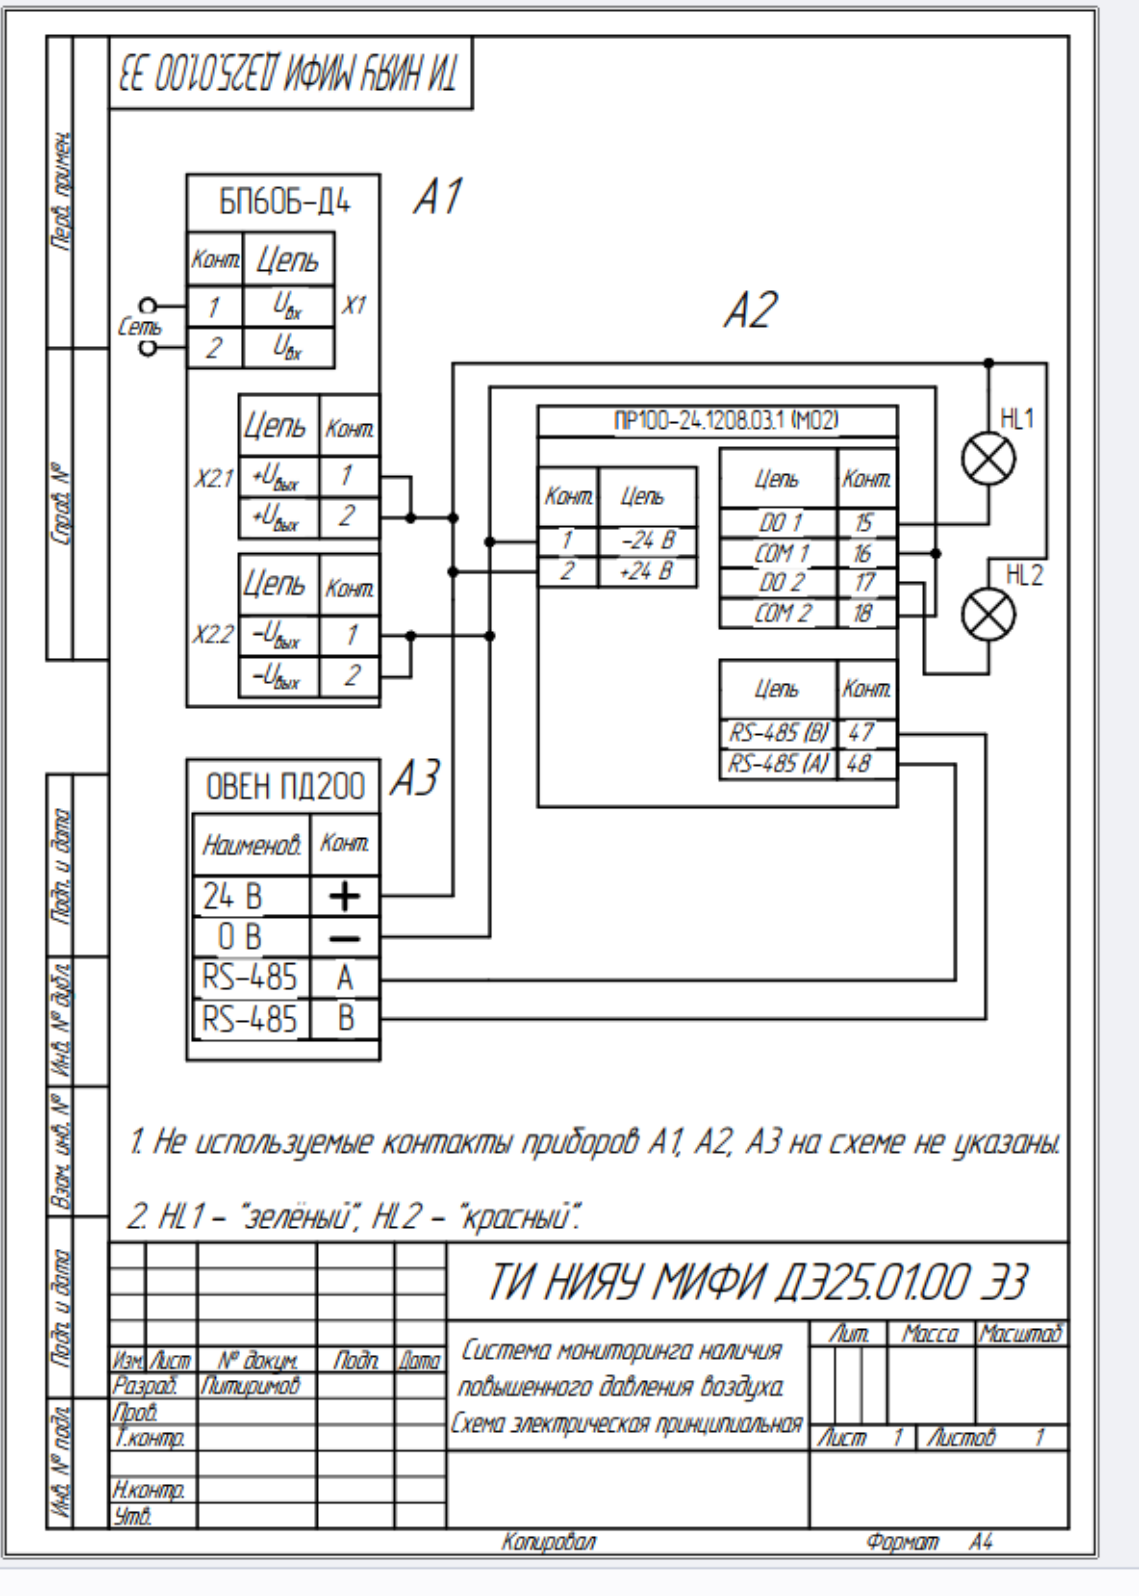 ТИ НИЯУ МИФИ ДЭ25.01.00 ЭЗ
Перв. примен.
Справ. №
Подп. и дата
Инв. № дубл.
Взам. инв. №
Подп. и дата
Инв. № подл.
БП60Б-Д4
А1
Конт. Цепь
1 Uвх
2 Uвх
X1
Сеть
Цепь Конт.
X2.1
+Uвых 1
+Uвых 2
Цепь Конт.
X2.2
-Uвых 1
-Uвых 2
А2
ПР100-24.1208.03.1 (М02)
Конт. Цепь
1 -24 В
2 +24 В
Цепь Конт.
DO 1 15
COM 1 16
DO 2 17
COM 2 18
Цепь Конт.
RS-485 (B) 47
RS-485 (A) 48
HL1
HL2
ОВЕН ПД200
А3
Наименов. Конт.
24 В +
0 В −
RS-485 A
RS-485 B
1. Не используемые контакты приборов А1, А2, А3 на схеме не указаны.
2. HL1 - "зелёный", HL2 - "красный".
ТИ НИЯУ МИФИ ДЭ25.01.00 ЭЗ
Изм. Лист № докум. Подп. Дата
Разраб. Питиримов
Пров.
Т.контр.
Н.контр.
Утв.
Система мониторинга наличия
повышенного давления воздуха.
Схема электрическая принципиальная
Лит. Масса Масштаб
Лист 1 Листов 1
Копировал
Формат А4